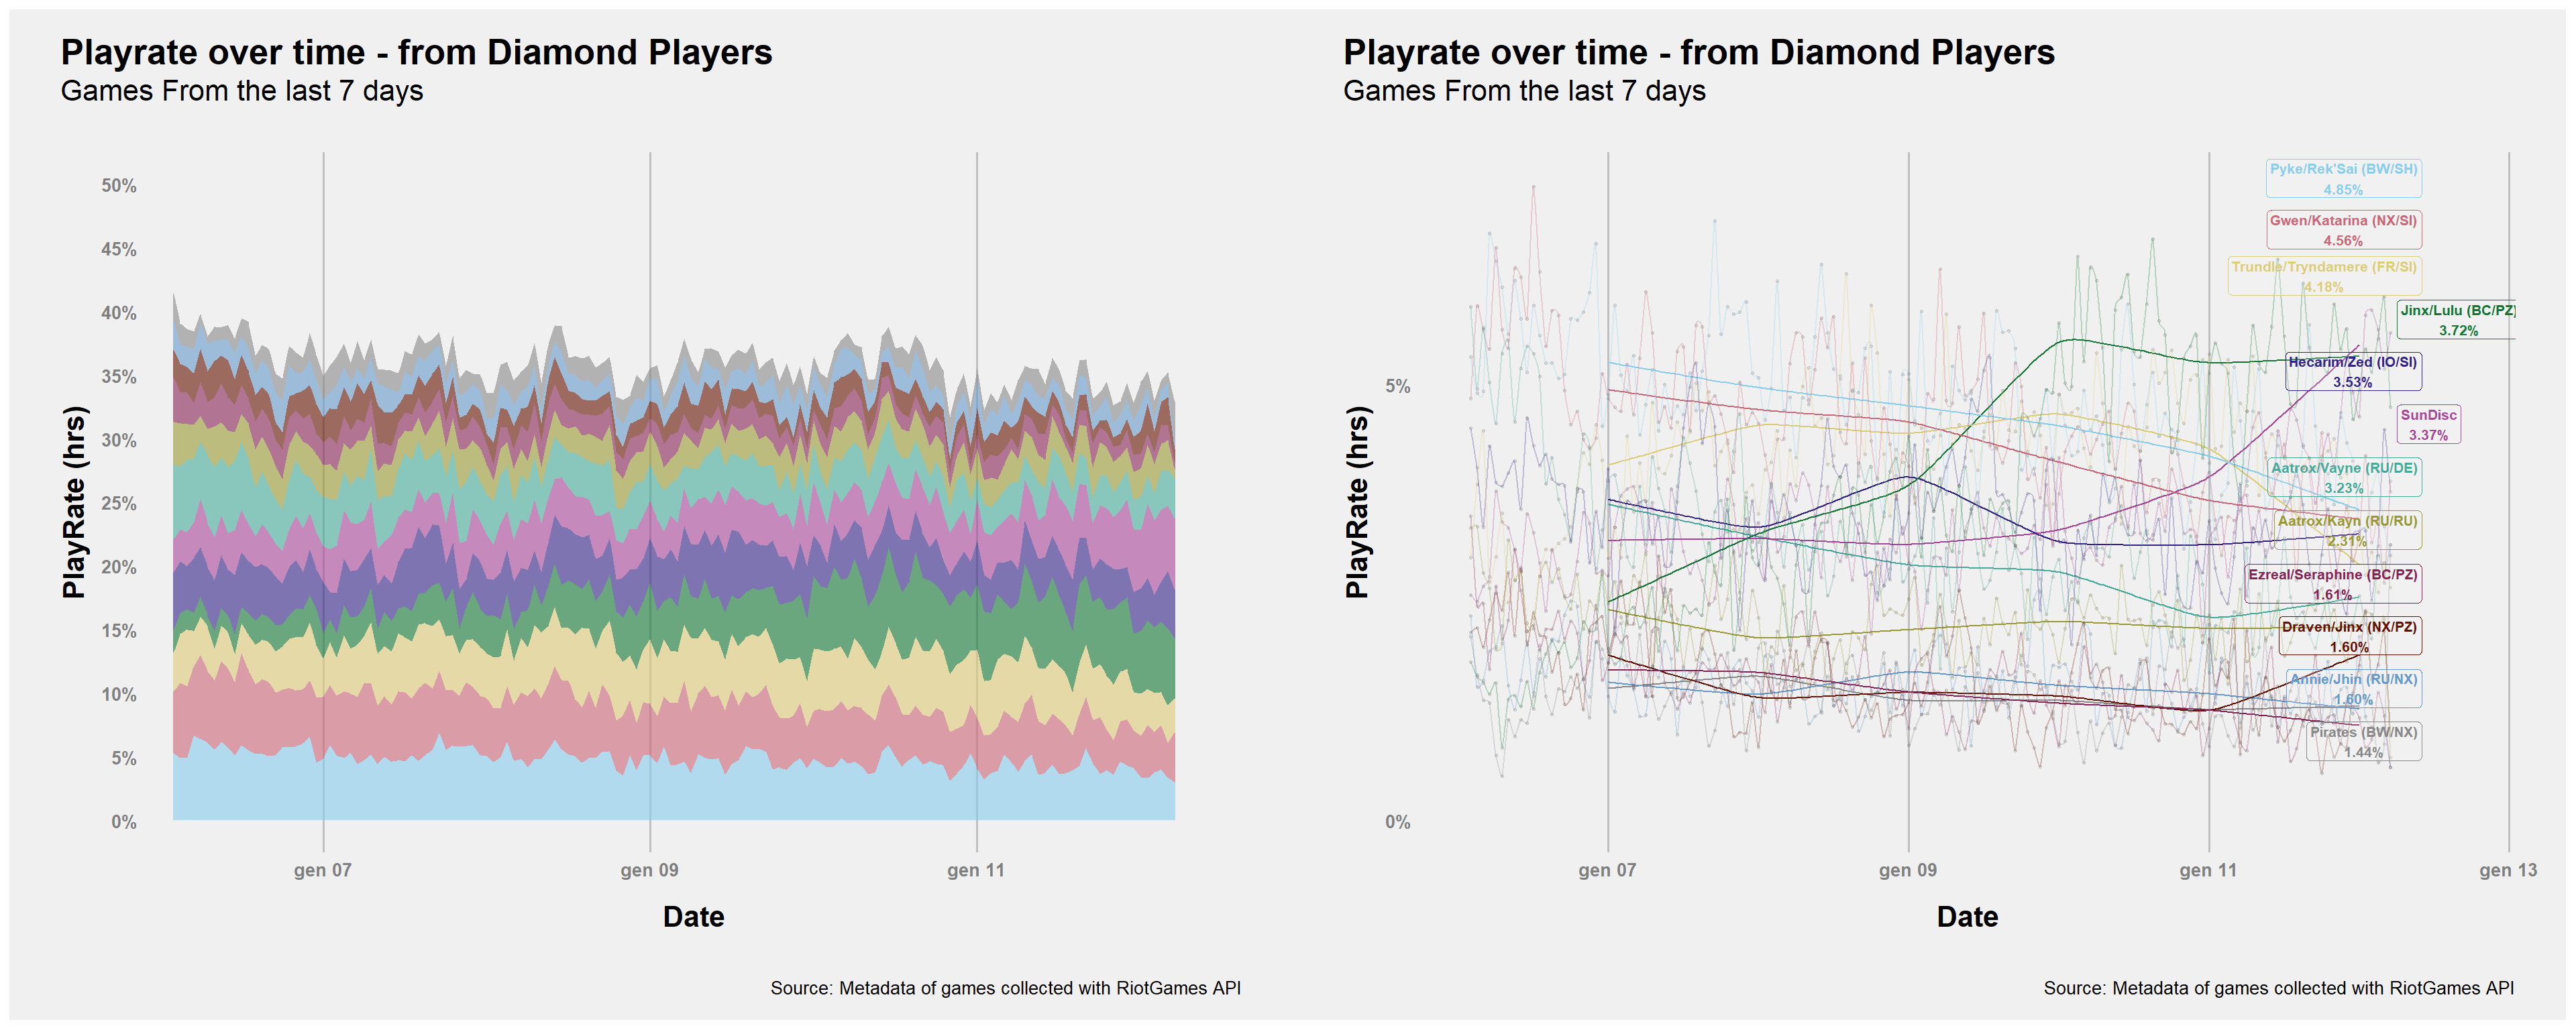 Playrate over time - from Diamond Players
Games From the last 7 days
50%
45%
40%
35%
30%
25%
20%
15%
10%
5%
0%
PlayRate (hrs)
gen 07
gen 09
gen 11
Date
Source: Metadata of games collected with RiotGames API
Playrate over time - from Diamond Players
Games From the last 7 days
5%
0%
PlayRate (hrs)
Pyke/Rek'Sai (BW/SH)
4.85%
Gwen/Katarina (NX/SI)
4.56%
Trundle/Tryndamere (FR/SI)
4.18%
Jinx/Lulu (BC/PZ)
3.72%
Hecarim/Zed (IO/SI)
3.53%
SunDisc
3.37%
Aatrox/Vayne (RU/DE)
3.23%
Aatrox/Kayn (RU/RU)
2.31%
Ezreal/Seraphine (BC/PZ)
1.61%
Draven/Jinx (NX/PZ)
1.60%
Annie/Jhin (RU/NX)
1.60%
Pirates (BW/NX)
1.44%
gen 07
gen 09
gen 11
gen 13
Date
Source: Metadata of games collected with RiotGames API